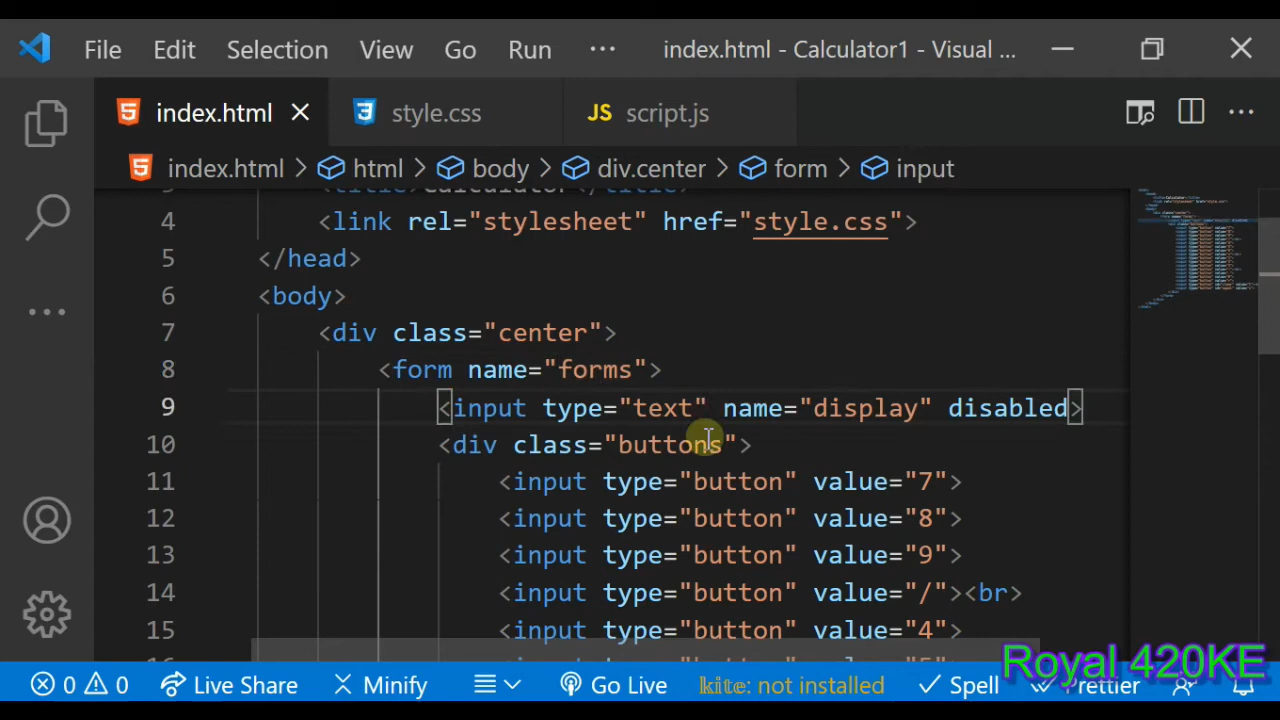 File Edit Selection View Go Run ··· index.html - Calculator1 - Visual ...
index.html style.css JS script.js ···
index.html > html > body > div.center > form > input
<title>Calculator</title>
4 <link rel="stylesheet" href="style.css">
5 </head>
6 <body>
7 <div class="center">
8 <form name="forms">
9 <input type="text" name="display" disabled>
10 <div class="buttons">
11 <input type="button" value="7">
12 <input type="button" value="8">
13 <input type="button" value="9">
14 <input type="button" value="/"><br>
15 <input type="button" value="4">
Royal 420KE
0 0 Live Share Minify Go Live kite: not installed Spell Prettier